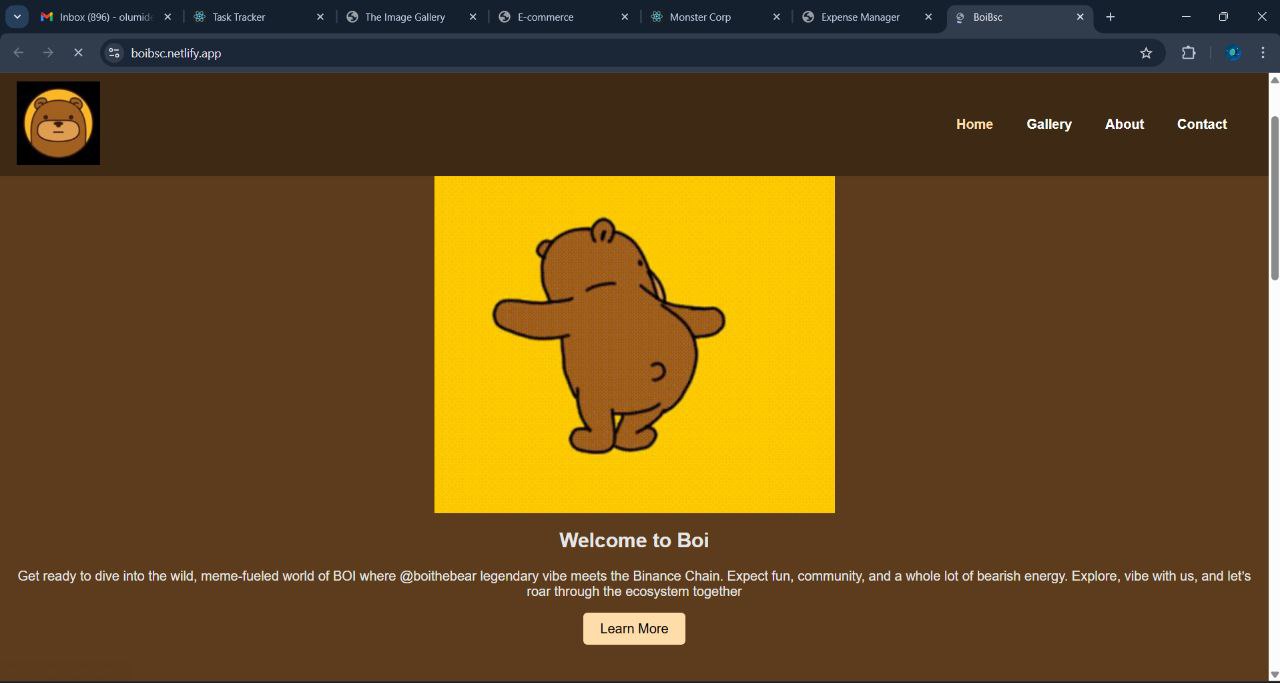 Inbox (896) - olumid
Task Tracker
The Image Gallery
E-commerce
Monster Corp
Expense Manager
BoiBsc
boibsc.netlify.app
Home
Gallery
About
Contact
Welcome to Boi
Get ready to dive into the wild, meme-fueled world of BOI where @boithebear legendary vibe meets the Binance Chain. Expect fun, community, and a whole lot of bearish energy. Explore, vibe with us, and let's
roar through the ecosystem together
Learn More